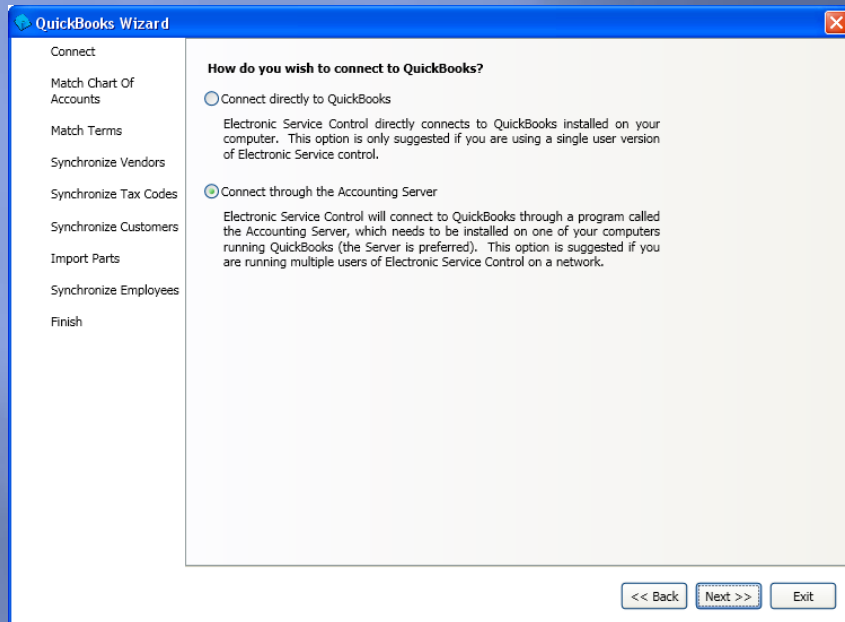 QuickBooks Wizard
Connect
Match Chart Of
Accounts
Match Terms
Synchronize Vendors
Synchronize Tax Codes
Synchronize Customers
Import Parts
Synchronize Employees
Finish
How do you wish to connect to QuickBooks?
Connect directly to QuickBooks
Electronic Service Control directly connects to QuickBooks installed on your
computer. This option is only suggested if you are using a single user version
of Electronic Service control.
Connect through the Accounting Server
Electronic Service Control will connect to QuickBooks through a program called
the Accounting Server, which needs to be installed on one of your computers
running QuickBooks (the Server is preferred). This option is suggested if you
are running multiple users of Electronic Service Control on a network.
<< Back
Next >>
Exit